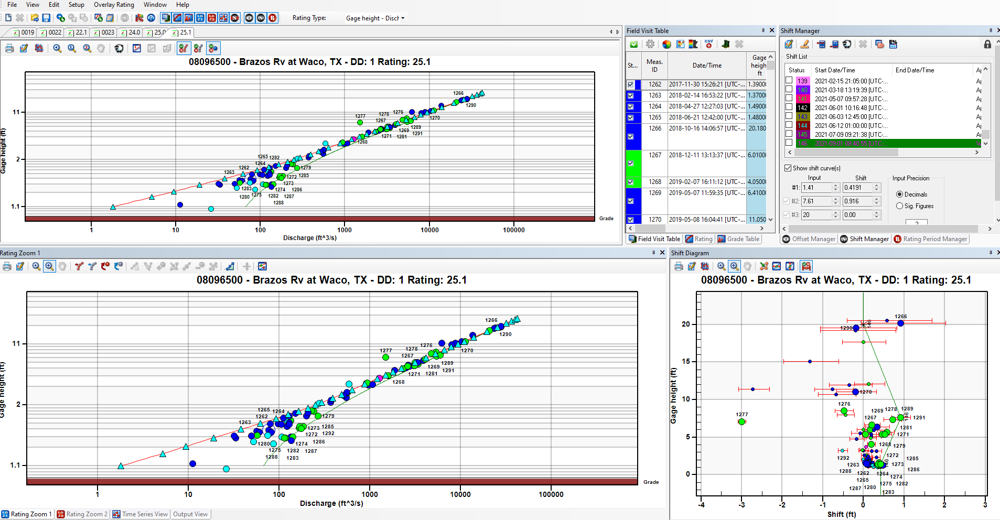 File View Edit Setup Overlay Rating Window Help
Rating Type: Gage height - Disch
0019 0022 22.1 0023 24.0 25.0 25.1
08096500 - Brazos Rv at Waco, TX - DD: 1 Rating: 25.1
Gage height (ft)
11
2
1.1
1266
1290
1277
1278
1276
1270
1267
1289
1269
1291
1271
1281
1268
1265
1292
1264
1262
1263
1279
1272
1285
1273
1283
1274
1286
1280
1275
1282
1287
1288
Grade
1 10 100 1000 10000 100000
Discharge (ft^3/s)
Field Visit Table
CSV
St... Meas. ID Date/Time Gage heigh ft
1262 2017-11-30 15:26:21 [UTC-... 1.3900
1263 2018-02-14 16:53:22 [UTC-... 1.3700
1264 2018-04-27 12:27:03 [UTC-... 1.4900
1265 2018-06-21 12:42:00 [UTC-... 1.4800
1266 2018-10-16 14:06:57 [UTC-... 20.180
1267 2018-12-11 13:13:37 [UTC-... 6.0100
1268 2019-02-07 16:11:12 [UTC-... 4.0500
1269 2019-05-07 11:59:35 [UTC-... 6.4100
1270 2019-05-08 16:04:41 [UTC-... 11.050
Field Visit Table Rating Grade Table
Shift Manager
Shift List
Status Start Date/Time End Date/Time
139 2021-02-15 21:05:00 [UTC-...
140 2021-03-18 13:19:39 [UTC-...
141 2021-05-07 09:57:28 [UTC-...
142 2021-06-01 10:16:48 [UTC-...
143 2021-06-03 12:45:00 [UTC-...
144 2021-06-12 01:00:00 [UTC-...
145 2021-07-09 09:21:38 [UTC-...
146 2021-09-01 08:40:55 [UTC-...
Show shift curve(s)
Input Shift
#1: 1.41 0.4191
#2: 7.61 0.916
#3: 20 0.00
Input Precision
Decimals
Sig. Figures
2
Offset Manager Shift Manager Rating Period Manager
Rating Zoom 1
08096500 - Brazos Rv at Waco, TX - DD: 1 Rating: 25.1
Gage height (ft)
11
2
1.1
1266
1290
1277
1278
1276
1270
1267
1289
1269
1291
1271
1281
1268
1265
1264
1262
1263
1279
1273
1285
1272
1292
1280
1274
1286
1275
1282
1287
1288
1283
Grade
1 10 100 1000 10000 100000
Discharge (ft^3/s)
Rating Zoom 1 Rating Zoom 2 Time Series View Output View
Shift Diagram
08096500 - Brazos Rv at Waco, TX - DD: 1 Rating: 25.1
Gage height (ft)
20
15
10
5
0
1266
146
1290
1270
1276
1277
1269
1278
1289
1267
1291
146
1281
1271
1268
1279
1292
1272
1285
1263
1273
1288
1262
1264
1286
1265
1274
1275
1282
1287
1280
1283
-4 -3 -2 -1 0 1 2 3
Shift (ft)